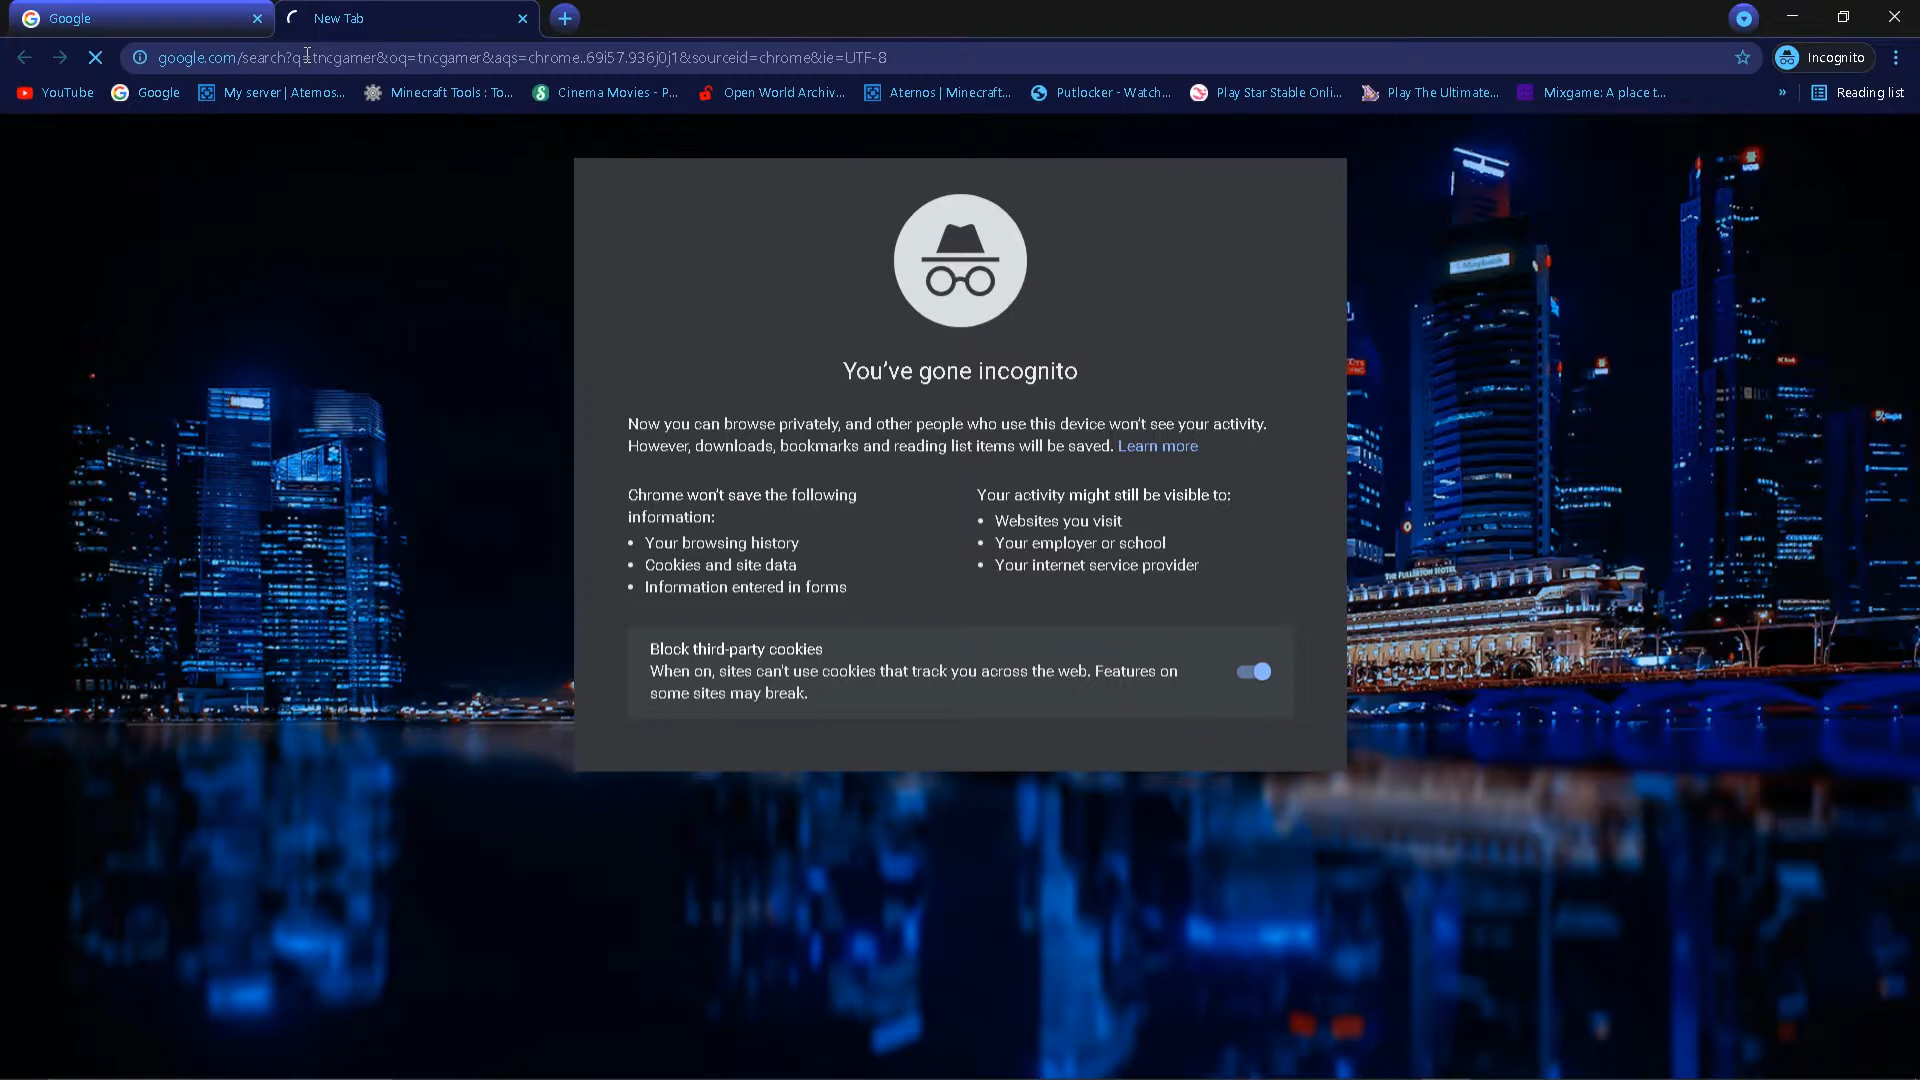 Google
New Tab
google.com/search?q=tncgamer&oq=tncgamer&aqs=chrome..69i57.936j0j1&sourceid=chrome&ie=UTF-8
Incognito
YouTube
Google
My server | Aternos...
Minecraft Tools : To...
Cinema Movies - P...
Open World Archiv...
Aternos | Minecraft...
Putlocker - Watch...
Play Star Stable Onli...
Play The Ultimate...
Mixgame: A place t...
»
Reading list
You've gone incognito
Now you can browse privately, and other people who use this device won't see your activity.
However, downloads, bookmarks and reading list items will be saved. Learn more
Chrome won't save the following
information:
• Your browsing history
• Cookies and site data
• Information entered in forms
Your activity might still be visible to:
• Websites you visit
• Your employer or school
• Your internet service provider
Block third-party cookies
When on, sites can't use cookies that track you across the web. Features on
some sites may break.
THE FULLERTON HOTEL
UOB